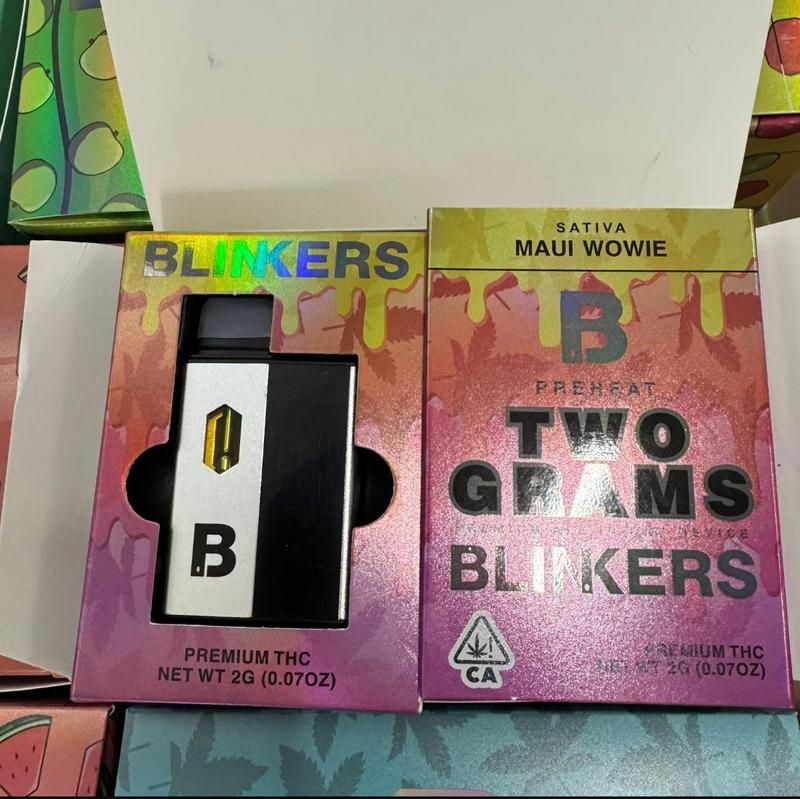 BLINKERS
B
PREMIUM THC
NET WT 2G (0.07OZ)
SATIVA
MAUI WOWIE
B
PREHEAT
TWO
GRAMS
DEVICE
BLINKERS
CA
PREMIUM THC
NET WT 2G (0.07OZ)